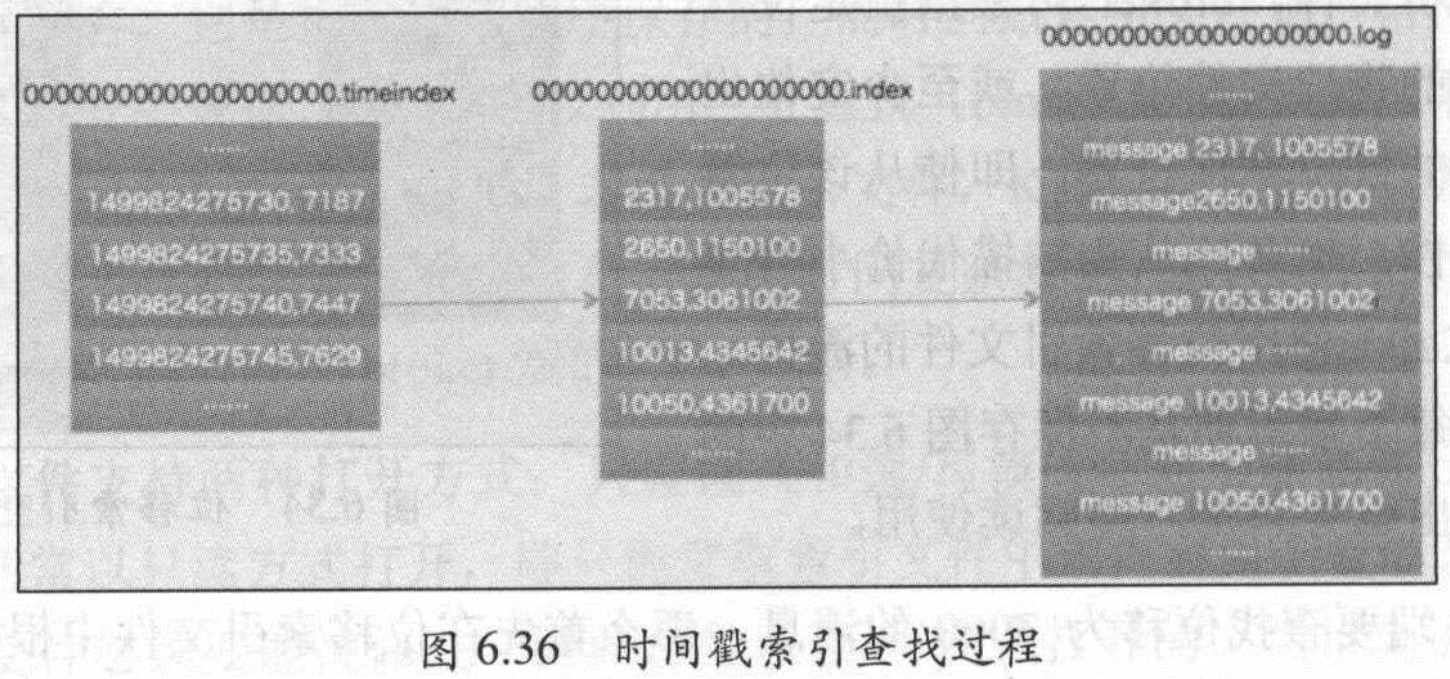 00000000000000000000.timeindex
······
1499824275730, 7187
1499824275735,7333
1499824275740,7447
1499824275745,7629
······
00000000000000000000.index
······
2317,1005578
2650,1150100
7053,3061002
10013,4345642
10050,4361700
······
00000000000000000000.log
······
message 2317, 1005578
message2650,1150100
message ······
message 7053,3061002
message ······
message 10013,4345642
message ······
message 10050,4361700
······
图 6.36 时间戳索引查找过程